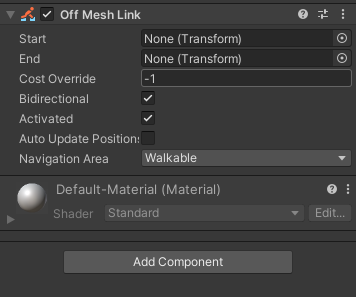 Off Mesh Link
Start None (Transform)
End None (Transform)
Cost Override -1
Bidirectional
Activated
Auto Update Positions
Navigation Area Walkable
Default-Material (Material)
Shader Standard Edit...
Add Component